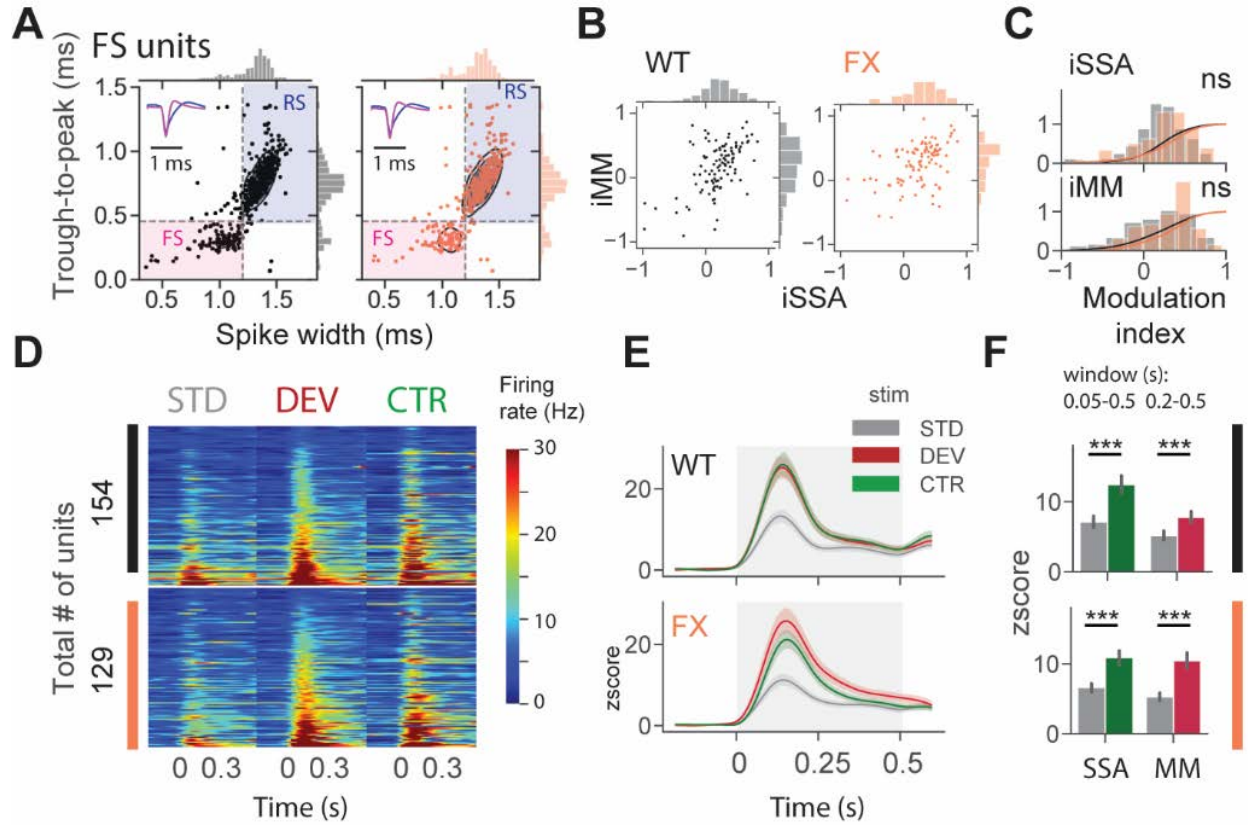 A
FS units
Trough-to-peak (ms)
1.5
1.0
0.5
0.0
RS
FS
1 ms
0.5
1.0
1.5
RS
FS
1 ms
0.5
1.0
1.5
Spike width (ms)
B
WT
FX
iMM
1
0
−1
−1
0
1
1
0
−1
−1
0
1
iSSA
C
iSSA
ns
1
0
iMM
ns
1
0
−1
1
Modulation
index
D
STD
DEV
CTR
Firing
rate (Hz)
30
20
10
0
Total # of units
154
129
0 0.3
0 0.3
0 0.3
Time (s)
E
stim
STD
DEV
CTR
WT
20
0
FX
20
0
zscore
0
0.25
0.5
Time (s)
F
window (s):
0.05-0.5 0.2-0.5
***
***
10
0
zscore
***
***
10
0
SSA
MM